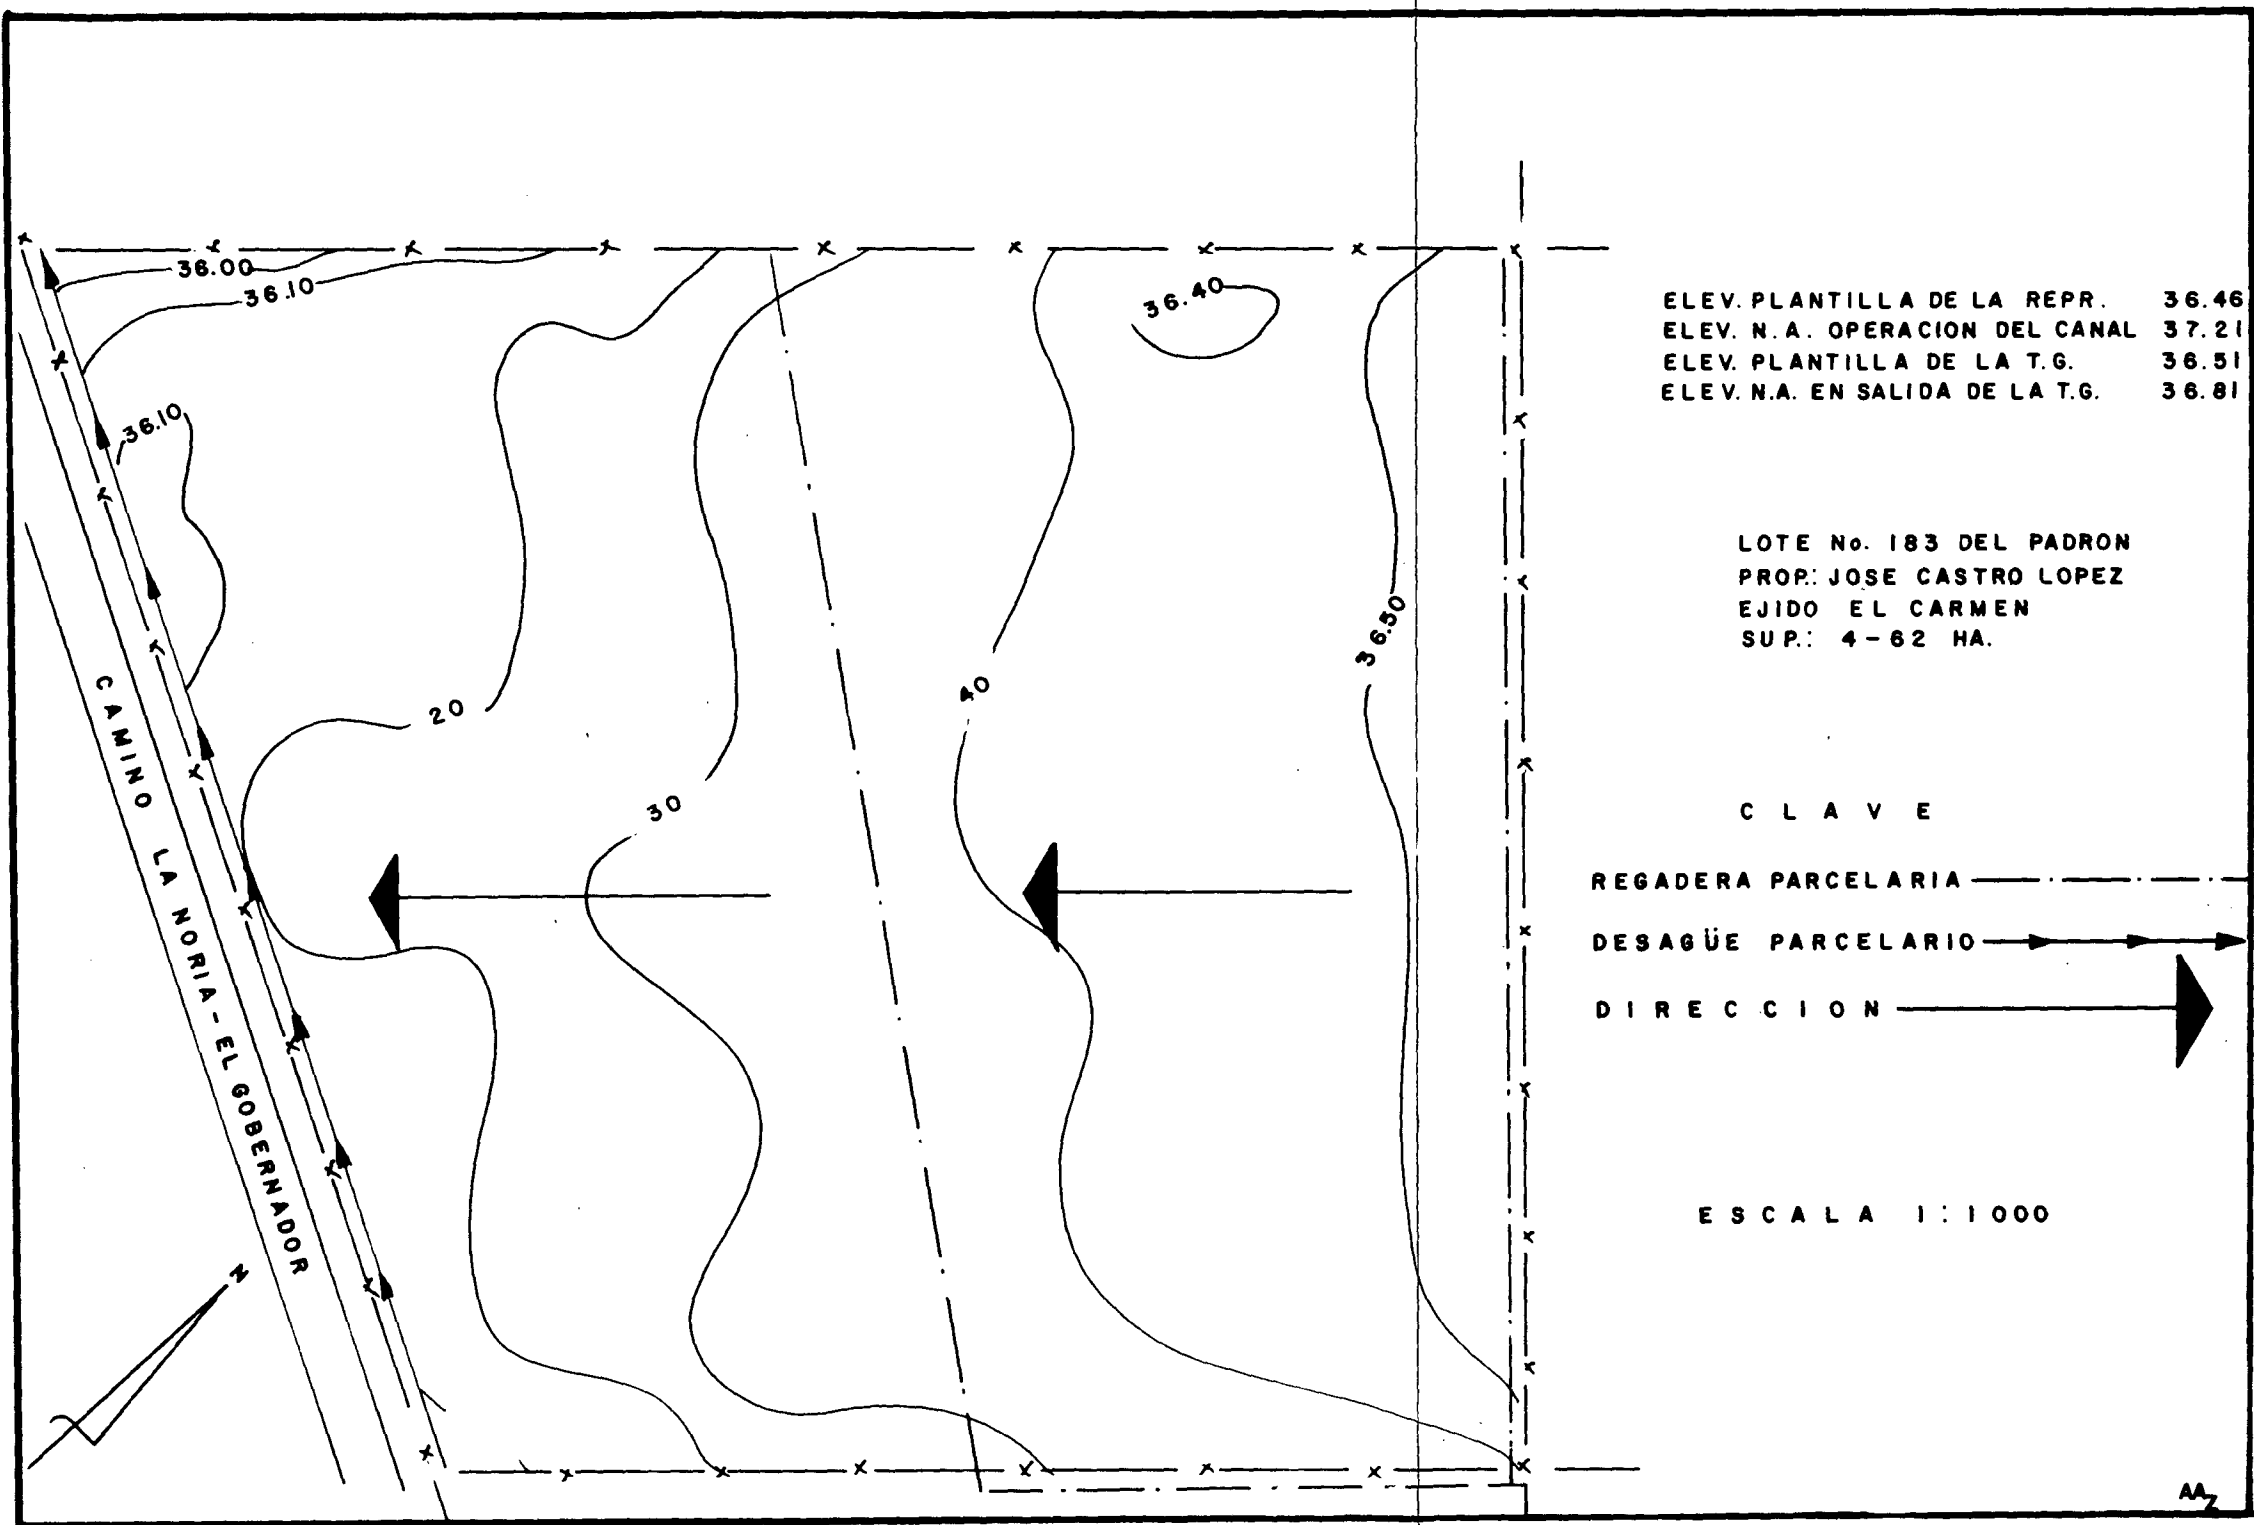 36.00
36.10
36.40
36.10
20
30
40
36.50
CAMINO LA NORIA - EL GOBERNADOR
N
ELEV. PLANTILLA DE LA REPR. 36.46
ELEV. N.A. OPERACION DEL CANAL 37.21
ELEV. PLANTILLA DE LA T.G. 36.51
ELEV. N.A. EN SALIDA DE LA T.G. 36.81
LOTE No. 183 DEL PADRON
PROP.: JOSE CASTRO LOPEZ
EJIDO EL CARMEN
SUP.: 4-62 HA.
CLAVE
REGADERA PARCELARIA
DESAGÜE PARCELARIO
DIRECCION
ESCALA 1:1000
AAZ